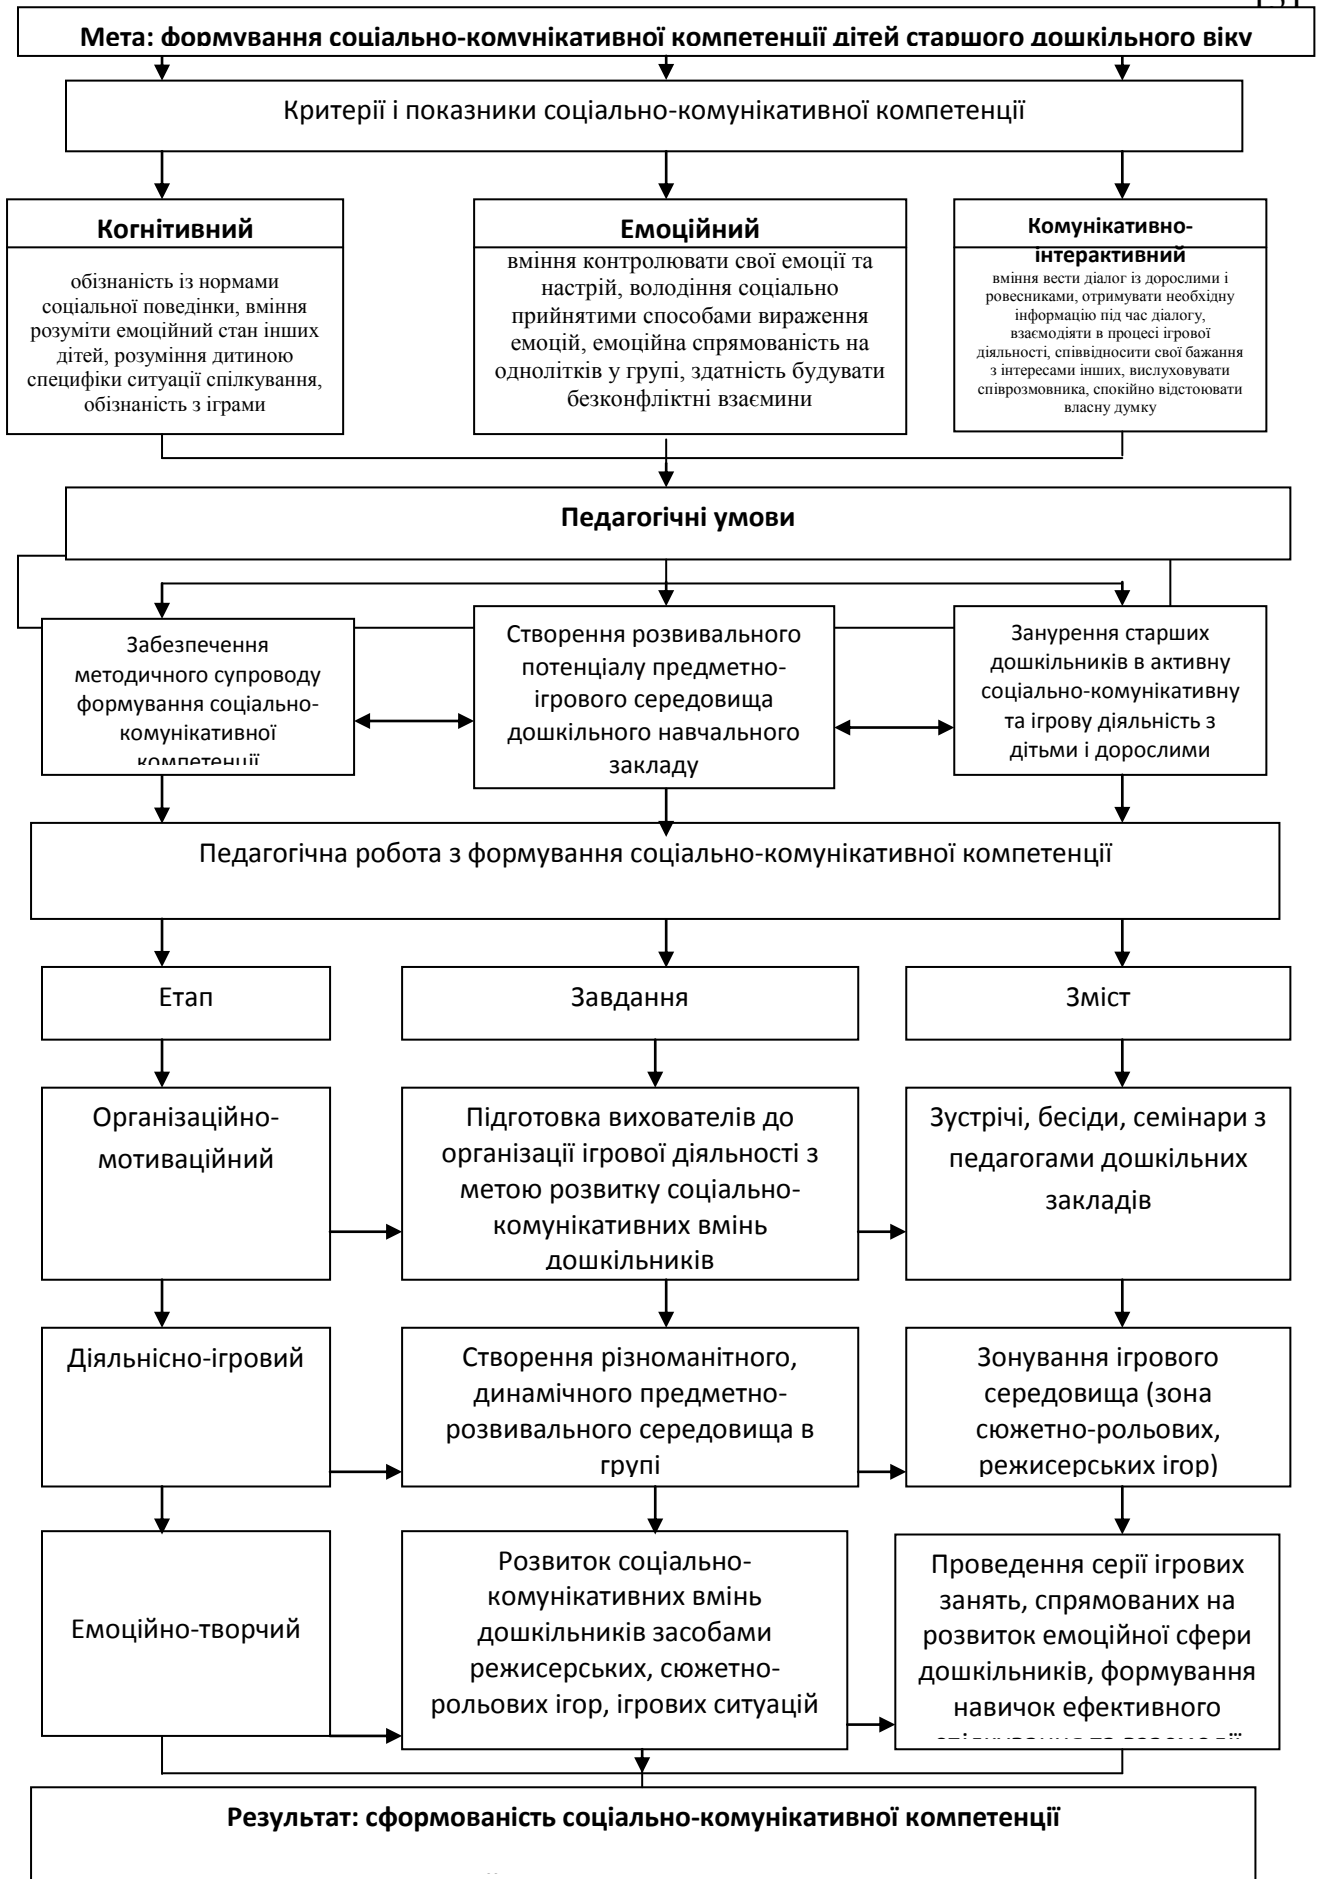 Мета: формування соціально-комунікативної компетенції дітей старшого дошкільного віку
Критерії і показники соціально-комунікативної компетенції
Когнітивний
обізнаність із нормами
соціальної поведінки, вміння
розуміти емоційний стан інших
дітей, розуміння дитиною
специфіки ситуації спілкування,
обізнаність з іграми
Емоційний
вміння контролювати свої емоції та
настрій, володіння соціально
прийнятими способами вираження
емоцій, емоційна спрямованість на
однолітків у групі, здатність будувати
безконфліктні взаємини
Комунікативно-
інтерактивний
вміння вести діалог із дорослими і
ровесниками, отримувати необхідну
інформацію під час діалогу,
взаємодіяти в процесі ігрової
діяльності, співвідносити свої бажання
з інтересами інших, вислуховувати
співрозмовника, спокійно відстоювати
власну думку
Педагогічні умови
Забезпечення
методичного супроводу
формування соціально-
комунікативної
компетенції
Створення розвивального
потенціалу предметно-
ігрового середовища
дошкільного навчального
закладу
Занурення старших
дошкільників в активну
соціально-комунікативну
та ігрову діяльність з
дітьми і дорослими
Педагогічна робота з формування соціально-комунікативної компетенції
Етап
Завдання
Зміст
Організаційно-
мотиваційний
Підготовка вихователів до
організації ігрової діяльності з
метою розвитку соціально-
комунікативних вмінь
дошкільників
Зустрічі, бесіди, семінари з
педагогами дошкільних
закладів
Діяльнісно-ігровий
Створення різноманітного,
динамічного предметно-
розвивального середовища в
групі
Зонування ігрового
середовища (зона
сюжетно-рольових,
режисерських ігор)
Емоційно-творчий
Розвиток соціально-
комунікативних вмінь
дошкільників засобами
режисерських, сюжетно-
рольових ігор, ігрових ситуацій
Проведення серії ігрових
занять, спрямованих на
розвиток емоційної сфери
дошкільників, формування
навичок ефективного
Результат: сформованість соціально-комунікативної компетенції